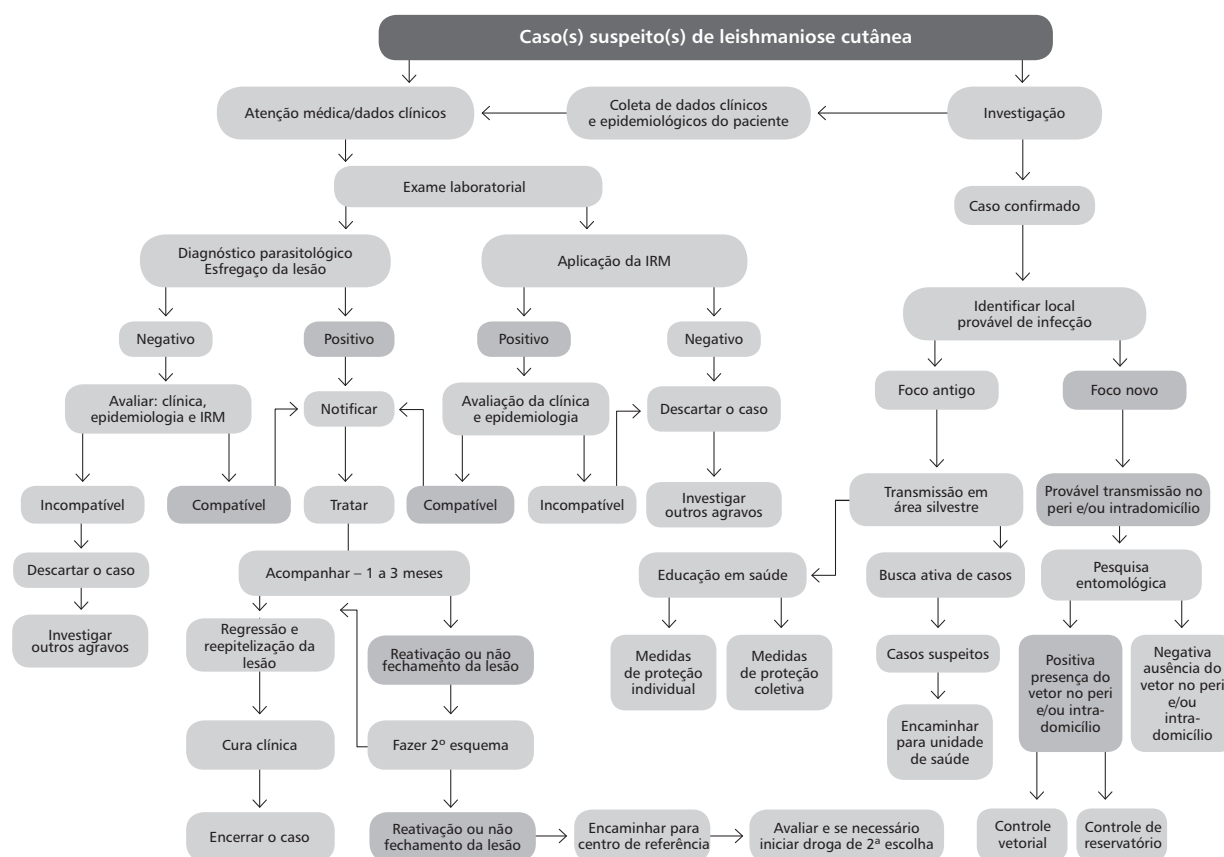 Caso(s) suspeito(s) de leishmaniose cutânea
Atenção médica/dados clínicos
Coleta de dados clínicos
e epidemiológicos do paciente
Investigação
Exame laboratorial
Caso confirmado
Diagnóstico parasitológico
Esfregaço da lesão
Aplicação da IRM
Identificar local
provável de infecção
Negativo
Positivo
Positivo
Negativo
Foco antigo
Foco novo
Avaliar: clínica,
epidemiologia e IRM
Notificar
Avaliação da clínica
e epidemiologia
Descartar o caso
Incompatível
Compatível
Tratar
Compatível
Incompatível
Investigar
outros agravos
Transmissão em
área silvestre
Provável transmissão no
peri e/ou intradomicílio
Descartar o caso
Acompanhar – 1 a 3 meses
Educação em saúde
Busca ativa de casos
Pesquisa
entomológica
Investigar
outros agravos
Regressão e
reepitelização da
lesão
Reativação ou não
fechamento da lesão
Medidas
de proteção
individual
Medidas
de proteção
coletiva
Casos suspeitos
Positiva
presença do
vetor no peri
e/ou intra-
domicílio
Negativa
ausência do
vetor no peri
e/ou
intra-
domicílio
Cura clínica
Fazer 2º esquema
Encaminhar
para unidade
de saúde
Encerrar o caso
Reativação ou não
fechamento da lesão
Encaminhar para
centro de referência
Avaliar e se necessário
iniciar droga de 2ª escolha
Controle
vetorial
Controle de
reservatório